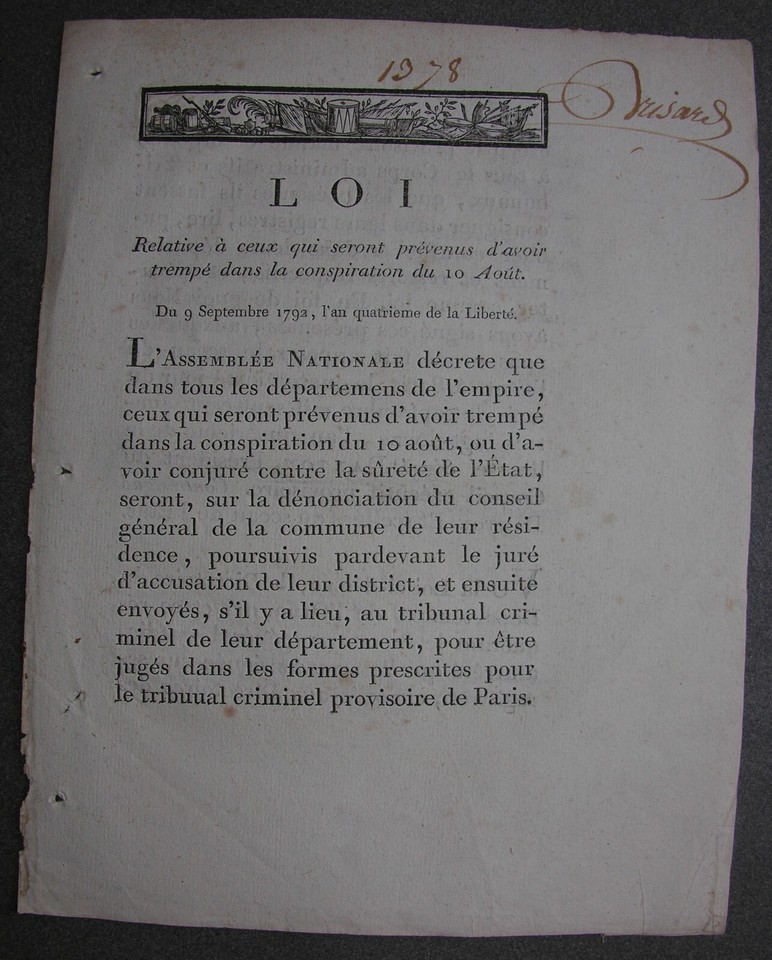 1978
Brisard
LOI
Relative à ceux qui seront prévenus d'avoir
trempé dans la conspiration du 10 Août.
Du 9 Septembre 1792, l'an quatrieme de la Liberté.
L'ASSEMBLÉE NATIONALE décrete que
dans tous les départemens de l'empire,
ceux qui seront prévenus d'avoir trempé
dans la conspiration du 10 août, ou d'a-
voir conjuré contre la sûreté de l'État,
seront, sur la dénonciation du conseil
général de la commune de leur rési-
dence, poursuivis pardevant le juré
d'accusation de leur district, et ensuite
envoyés, s'il y a lieu, au tribunal cri-
minel de leur département, pour être
jugés dans les formes prescrites pour
le tribuual criminel provisoire de Paris.